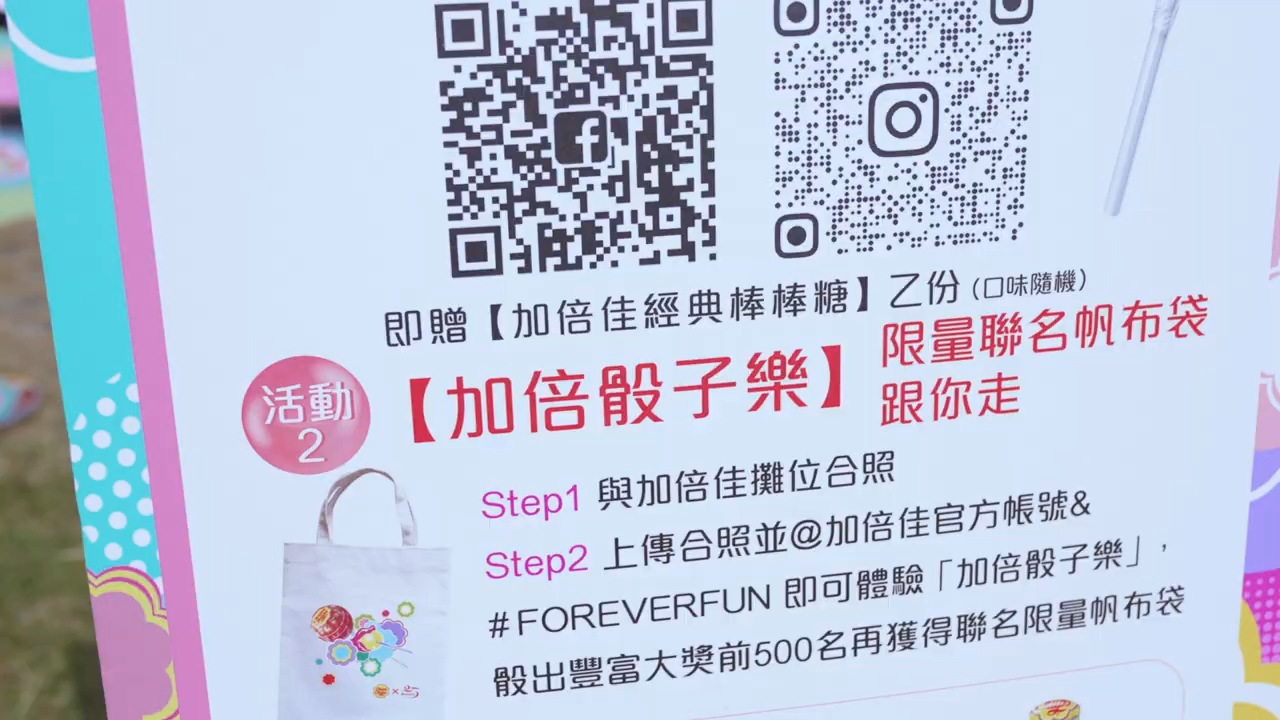 即贈【加倍佳經典棒棒糖】乙份(口味隨機)
活動
2
【加倍骰子樂】
限量聯名帆布袋
跟你走
Step1 與加倍佳攤位合照
Step2 上傳合照並@加倍佳官方帳號&
#FOREVERFUN 即可體驗「加倍骰子樂」,
骰出豐富大獎前500名再獲得聯名限量帆布袋